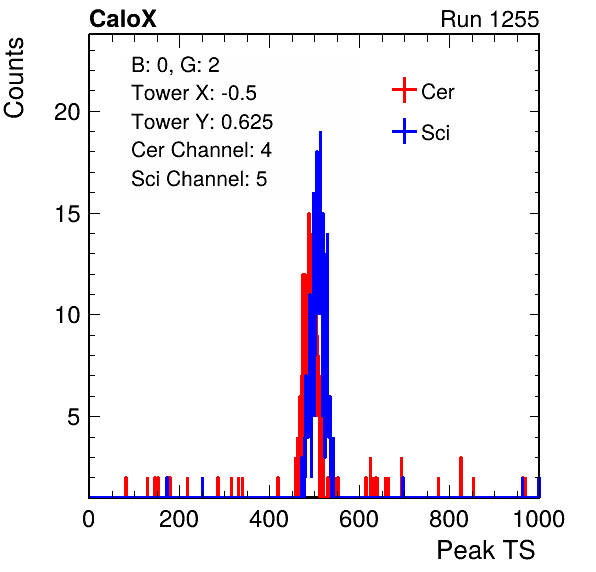 CaloX Run 1255
Counts
B: 0, G: 2
Tower X: -0.5
Tower Y: 0.625
Cer Channel: 4
Sci Channel: 5
Cer
Sci
20
15
10
5
0 200 400 600 800 1000
Peak TS